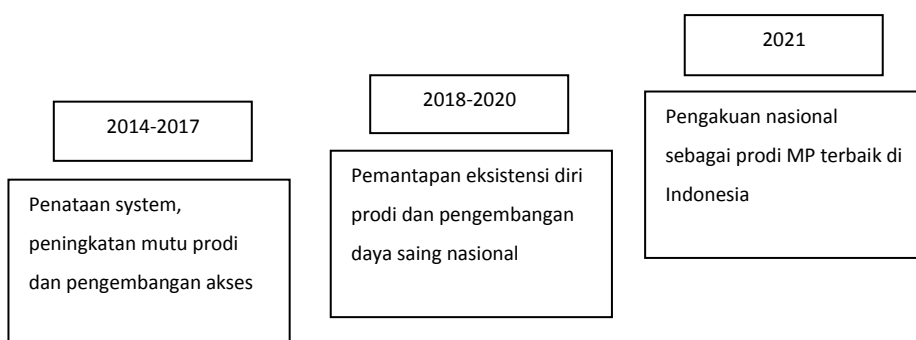 2014-2017
Penataan system,
peningkatan mutu prodi
dan pengembangan akses
2018-2020
Pemantapan eksistensi diri
prodi dan pengembangan
daya saing nasional
2021
Pengakuan nasional
sebagai prodi MP terbaik di
Indonesia